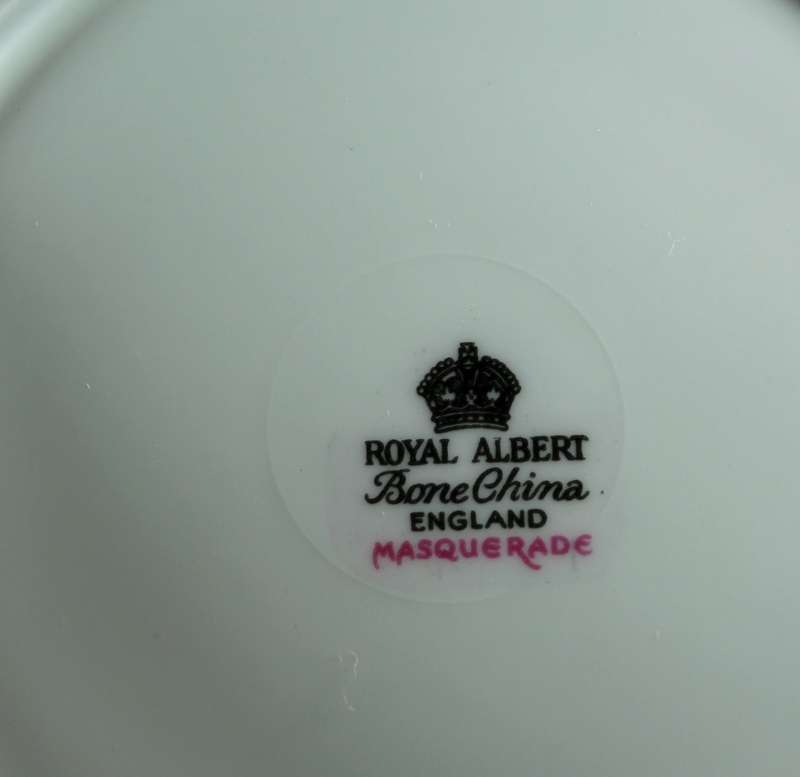 ROYAL ALBERT
Bone China
ENGLAND
MASQUERADE